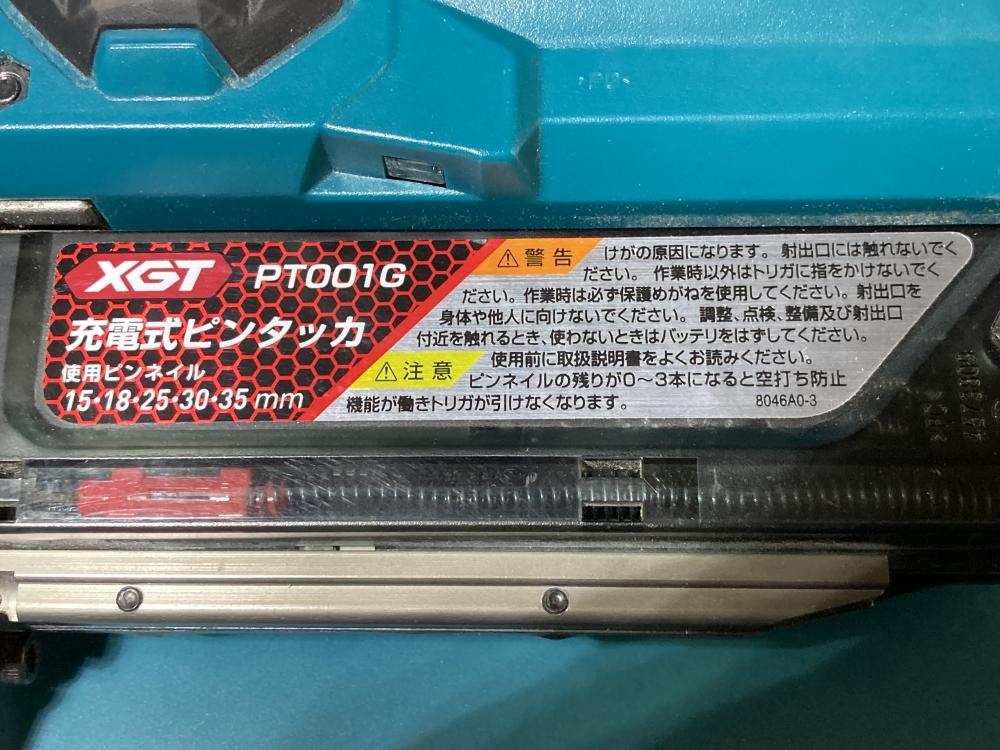 >PC<
XGT PT001G
充電式ピンタッカ
使用ピンネイル
15・18・25・30・35 mm
⚠警告 けがの原因になります。射出口には触れないでく
ださい。作業時以外はトリガに指をかけないでく
ださい。作業時は必ず保護めがねを使用してください。射出口を
身体や他人に向けないでください。調整、点検、整備及び射出口
付近を触れるとき、使わないときはバッテリをはずしてください。
⚠注意 使用前に取扱説明書をよくお読みください。
ピンネイルの残りが0～3本になると空打ち防止
機能が働きトリガが引けなくなります。
8046A0-3